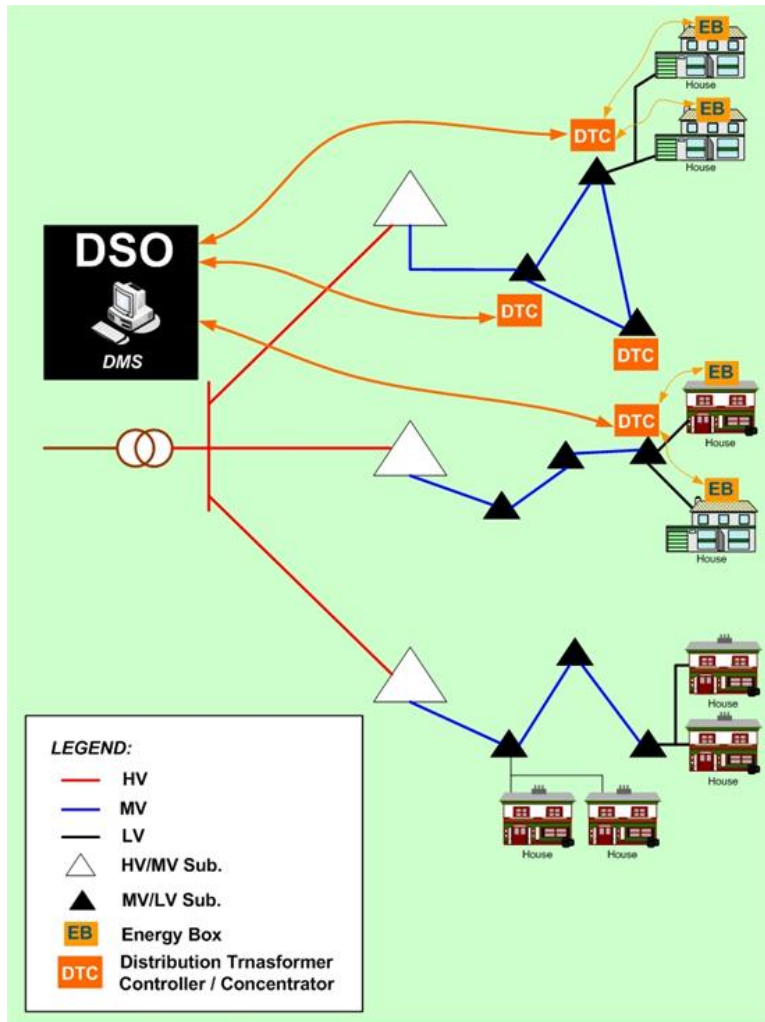 EB
House
EB
DTC
House
DSO
DMS
DTC
DTC
EB
DTC
House
EB
House
House
House
House
House
LEGEND:
HV
MV
LV
HV/MV Sub.
MV/LV Sub.
EB Energy Box
DTC Distribution Trnasformer
Controller / Concentrator